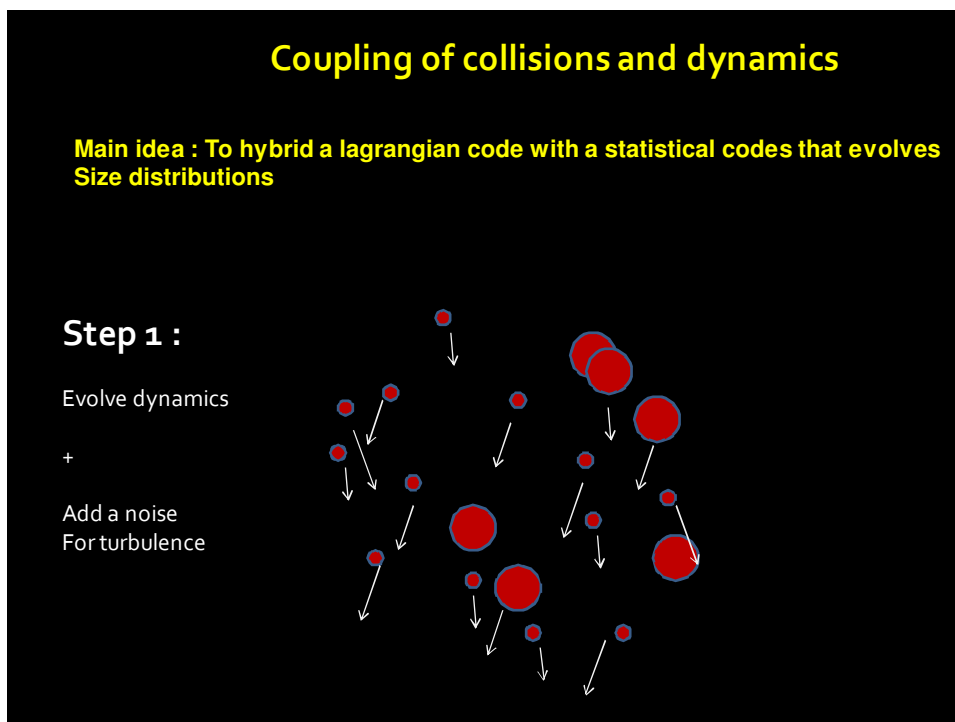 Coupling of collisions and dynamics
Main idea : To hybrid a lagrangian code with a statistical codes that evolves
Size distributions
Step 1 :
Evolve dynamics
+
Add a noise
For turbulence